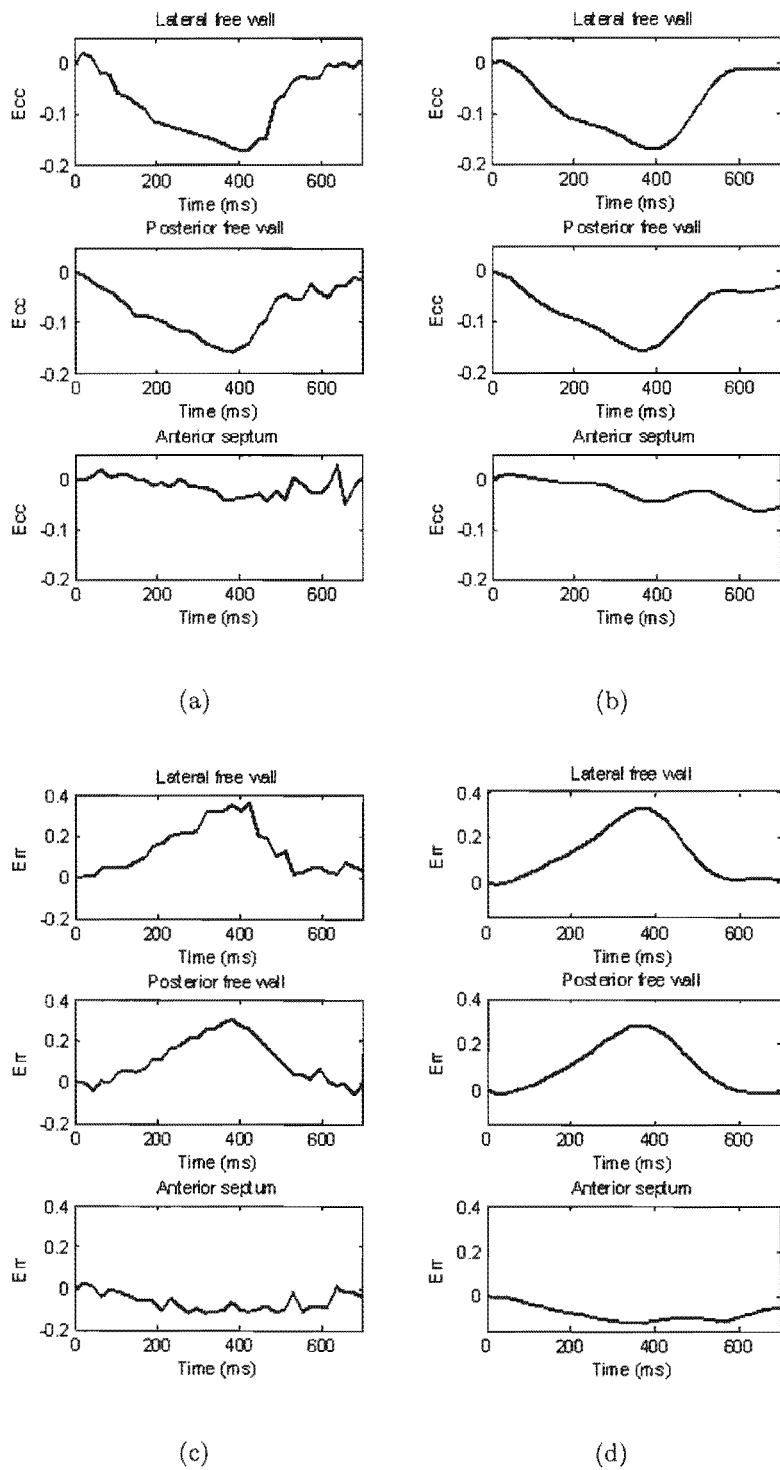 Lateral free wall
0
-0.1
-0.2
Ecc
0 200 400 600
Time (ms)
Posterior free wall
0
-0.1
-0.2
Ecc
0 200 400 600
Time (ms)
Anterior septum
0
-0.1
-0.2
Ecc
0 200 400 600
Time (ms)
(a)
Lateral free wall
0
-0.1
-0.2
Ecc
0 200 400 600
Time (ms)
Posterior free wall
0
-0.1
-0.2
Ecc
0 200 400 600
Time (ms)
Anterior septum
0
-0.1
-0.2
Ecc
0 200 400 600
Time (ms)
(b)
Lateral free wall
0.4
0.2
0
-0.2
Err
0 200 400 600
Time (ms)
Posterior free wall
0.4
0.2
0
-0.2
Err
0 200 400 600
Time (ms)
Anterior septum
0.4
0.2
0
-0.2
Err
0 200 400 600
Time (ms)
(c)
Lateral free wall
0.4
0.2
0
Err
0 200 400 600
Time (ms)
Posterior free wall
0.4
0.2
0
Err
0 200 400 600
Time (ms)
Anterior septum
0.4
0.2
0
Err
0 200 400 600
Time (ms)
(d)